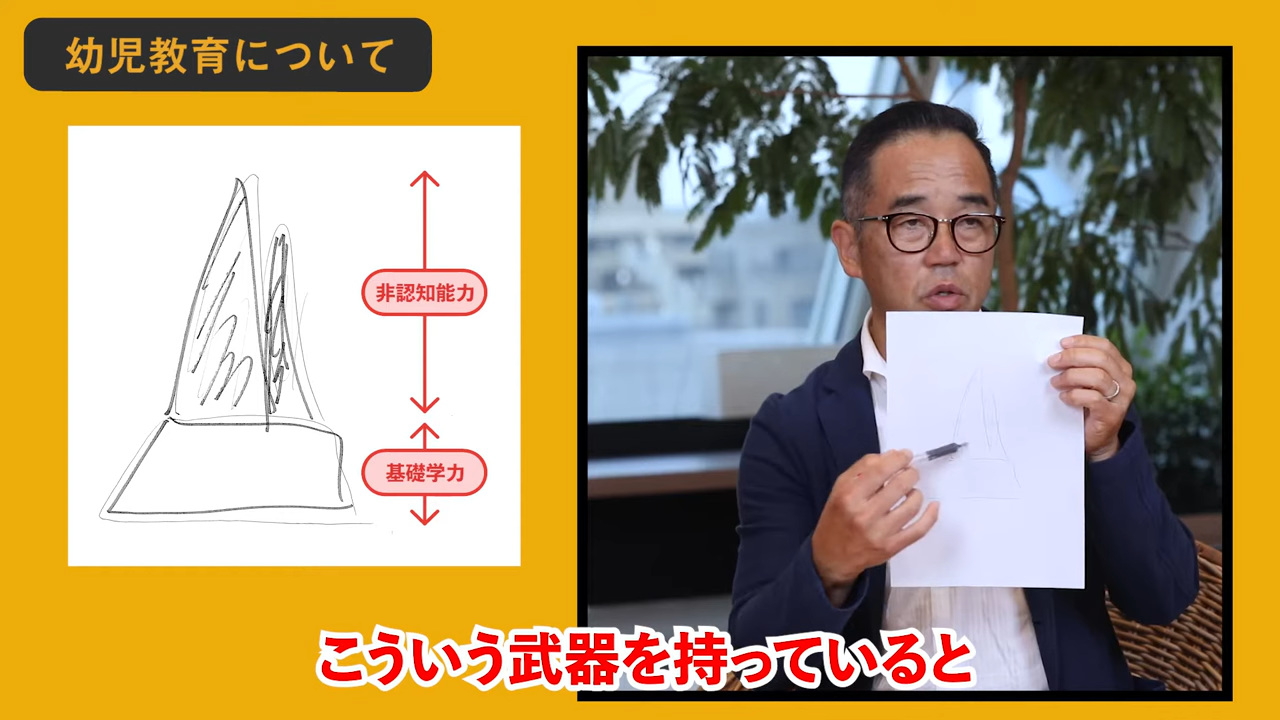 幼児教育について
非認知能力
基礎学力
こういう武器を持っていると